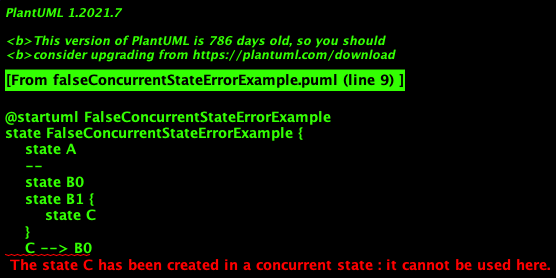 PlantUML 1.2021.7
<b>This version of PlantUML is 786 days old, so you should
<b>consider upgrading from https://plantuml.com/download
[From falseConcurrentStateErrorExample.puml (line 9) ]
@startuml FalseConcurrentStateErrorExample
state FalseConcurrentStateErrorExample {
state A
--
state B0
state B1 {
state C
}
C --> B0
The state C has been created in a concurrent state : it cannot be used here.